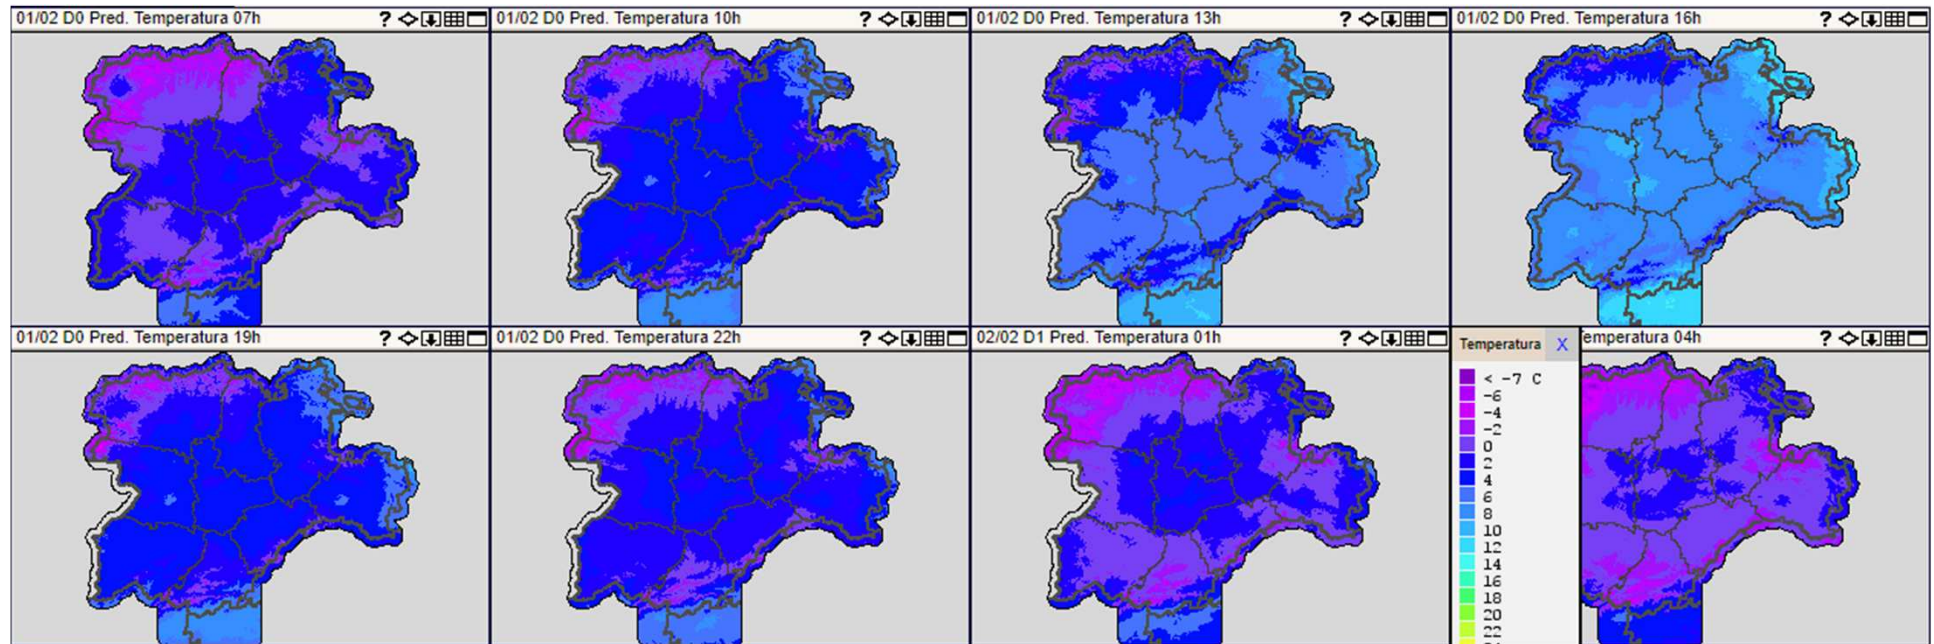 01/02 D0 Pred. Temperatura 07h ?
01/02 D0 Pred. Temperatura 10h ?
01/02 D0 Pred. Temperatura 13h ?
01/02 D0 Pred. Temperatura 16h ?
01/02 D0 Pred. Temperatura 19h ?
01/02 D0 Pred. Temperatura 22h ?
02/02 D1 Pred. Temperatura 01h ?
emperatura 04h ?
Temperatura X
< -7 C
-6
-4
-2
0
2
4
6
8
10
12
14
16
18
20
22